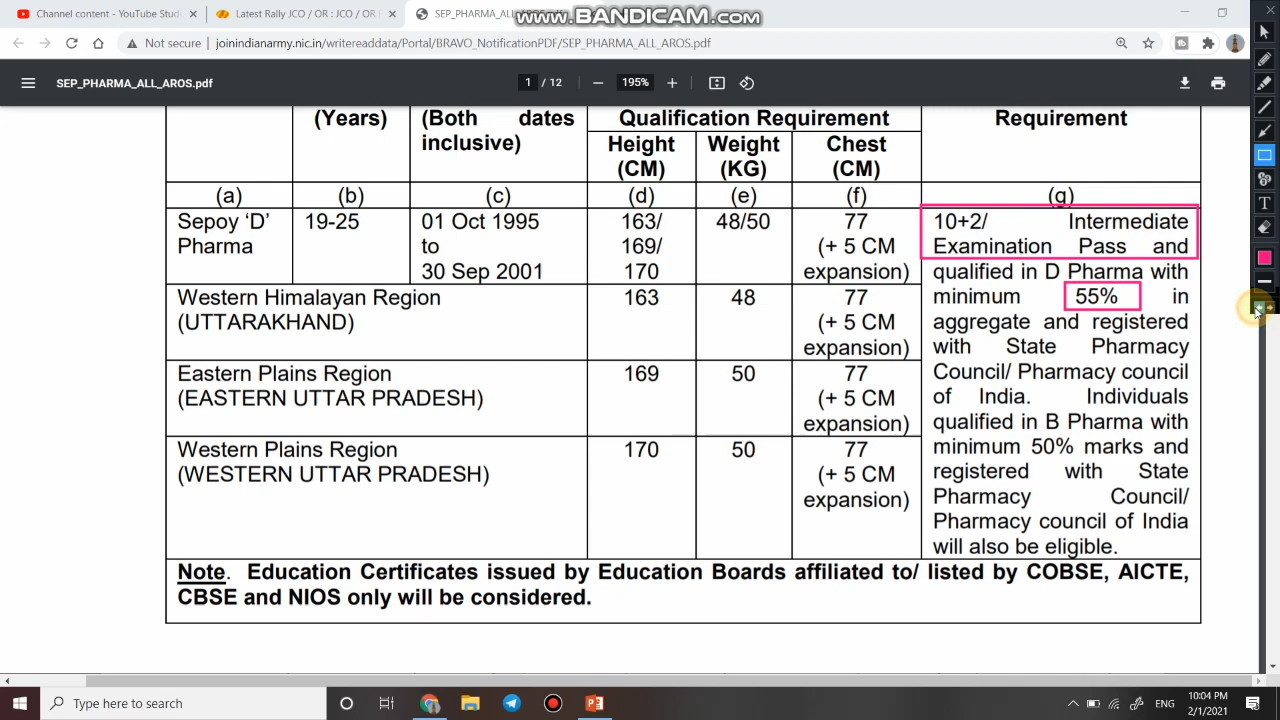 Channel content - YouTube Stud
Latest Rally JCO / OR : JCO / OR
SEP_PHARMA_ALL
www.BANDICAM.com
Not secure
joinindianarmy.nic.in/writereaddata/Portal/BRAVO_NotificationPDF/SEP_PHARMA_ALL_AROS.pdf
SEP_PHARMA_ALL_AROS.pdf
1 / 12
195%
(Years) (Both dates Qualification Requirement Requirement
inclusive) Height Weight Chest
(CM) (KG) (CM)
(a) (b) (c) (d) (e) (f) (g)
Sepoy ‘D’ 19-25 01 Oct 1995 163/ 48/50 77 10+2/ Intermediate
Pharma to 169/ (+ 5 CM Examination Pass and
30 Sep 2001 170 expansion) qualified in D Pharma with
Western Himalayan Region 163 48 77 minimum 55% in
(UTTARAKHAND) (+ 5 CM aggregate and registered
expansion) with State Pharmacy
Eastern Plains Region 169 50 77 Council/ Pharmacy council
(EASTERN UTTAR PRADESH) (+ 5 CM of India. Individuals
expansion) qualified in B Pharma with
Western Plains Region 170 50 77 minimum 50% marks and
(WESTERN UTTAR PRADESH) (+ 5 CM registered with State
expansion) Pharmacy Council/
Pharmacy council of India
will also be eligible.
Note. Education Certificates issued by Education Boards affiliated to/ listed by COBSE, AICTE,
CBSE and NIOS only will be considered.
Type here to search
ENG
10:04 PM
2/1/2021